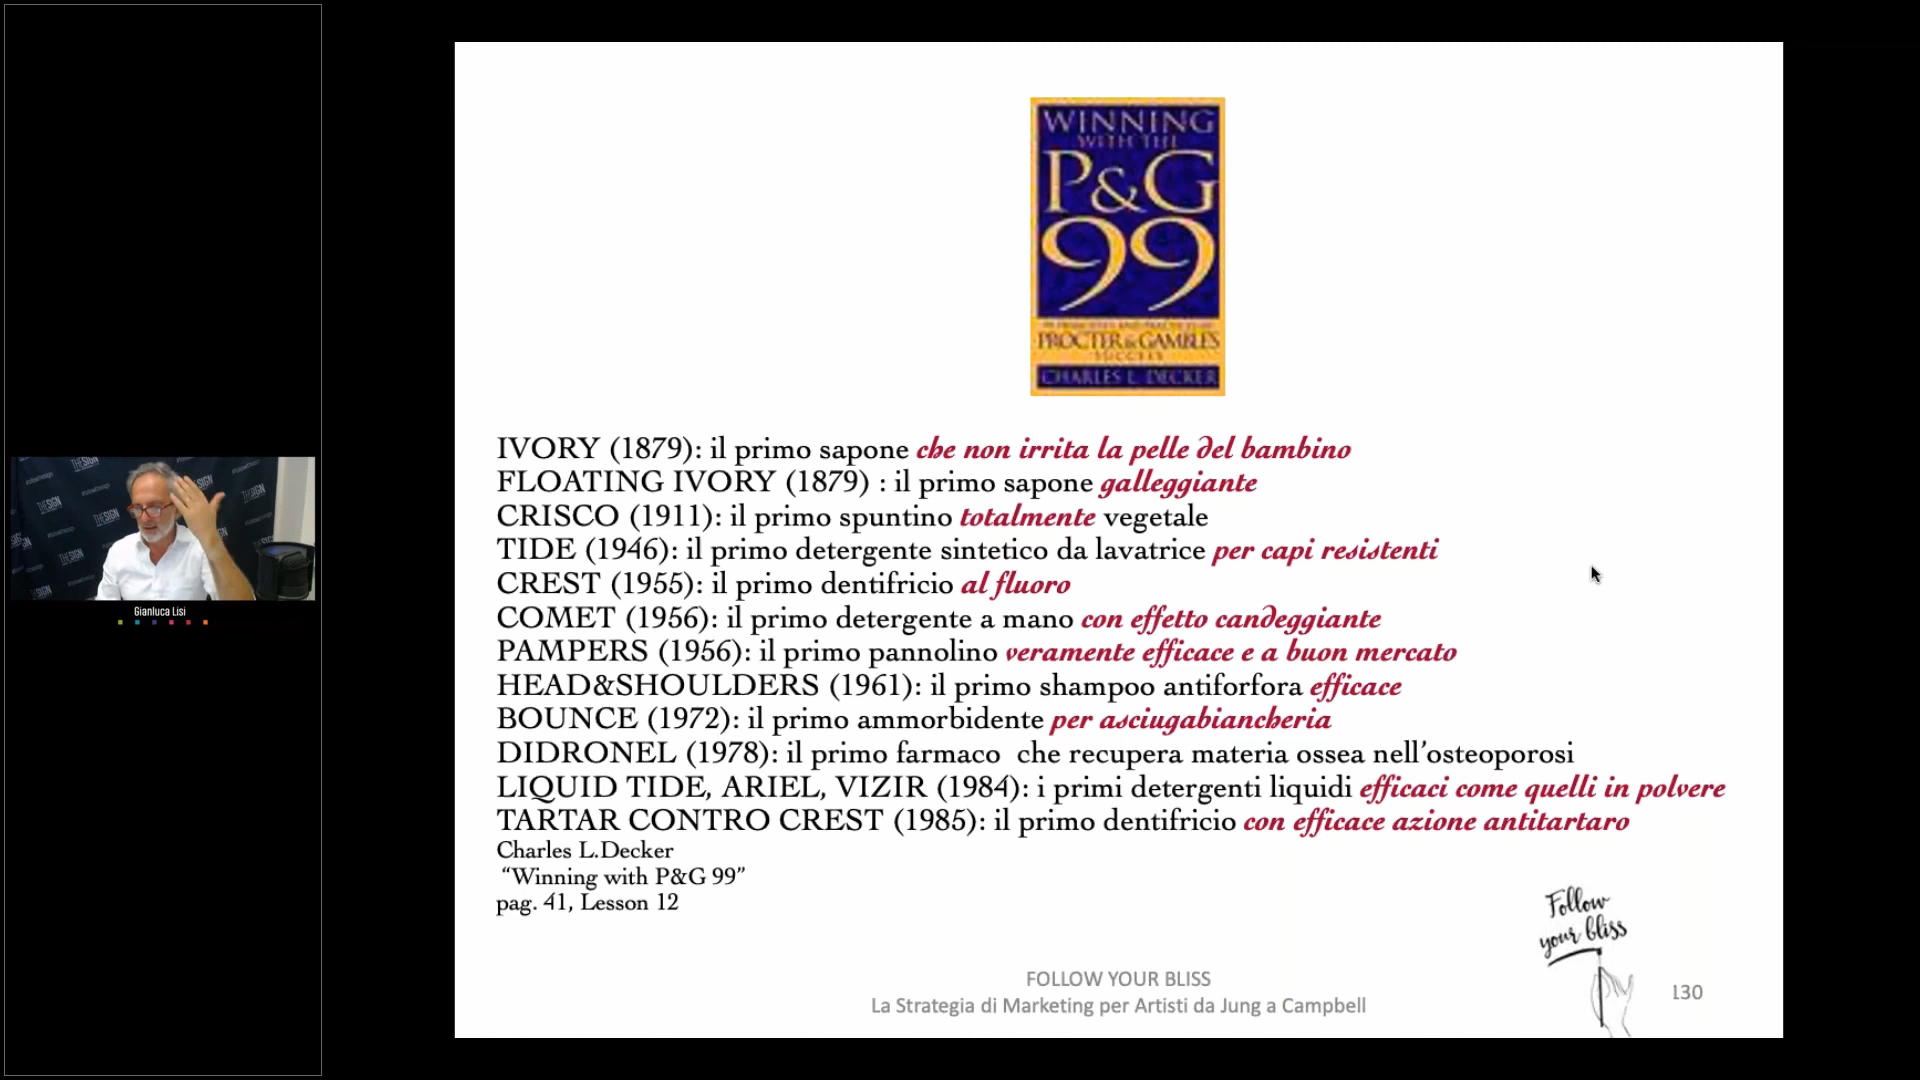 WINNING
WITH THE
P&G
99
PROCTER & GAMBLE'S
SUCCESS
CHARLES L. DECKER
IVORY (1879): il primo sapone che non irrita la pelle del bambino
FLOATING IVORY (1879) : il primo sapone galleggiante
CRISCO (1911): il primo spuntino totalmente vegetale
TIDE (1946): il primo detergente sintetico da lavatrice per capi resistenti
CREST (1955): il primo dentifricio al fluoro
COMET (1956): il primo detergente a mano con effetto candeggiante
PAMPERS (1956): il primo pannolino veramente efficace e a buon mercato
HEAD&SHOULDERS (1961): il primo shampoo antiforfora efficace
BOUNCE (1972): il primo ammorbidente per asciugabiancheria
DIDRONEL (1978): il primo farmaco che recupera materia ossea nell'osteoporosi
LIQUID TIDE, ARIEL, VIZIR (1984): i primi detergenti liquidi efficaci come quelli in polvere
TARTAR CONTRO CREST (1985): il primo dentifricio con efficace azione antitartaro
Charles L.Decker
"Winning with P&G 99"
pag. 41, Lesson 12
Follow
your bliss
FOLLOW YOUR BLISS
La Strategia di Marketing per Artisti da Jung a Campbell
130
THESIGN
THESIGN
THESIGN
THESIGN
THESIGN
Gianluca Lisi